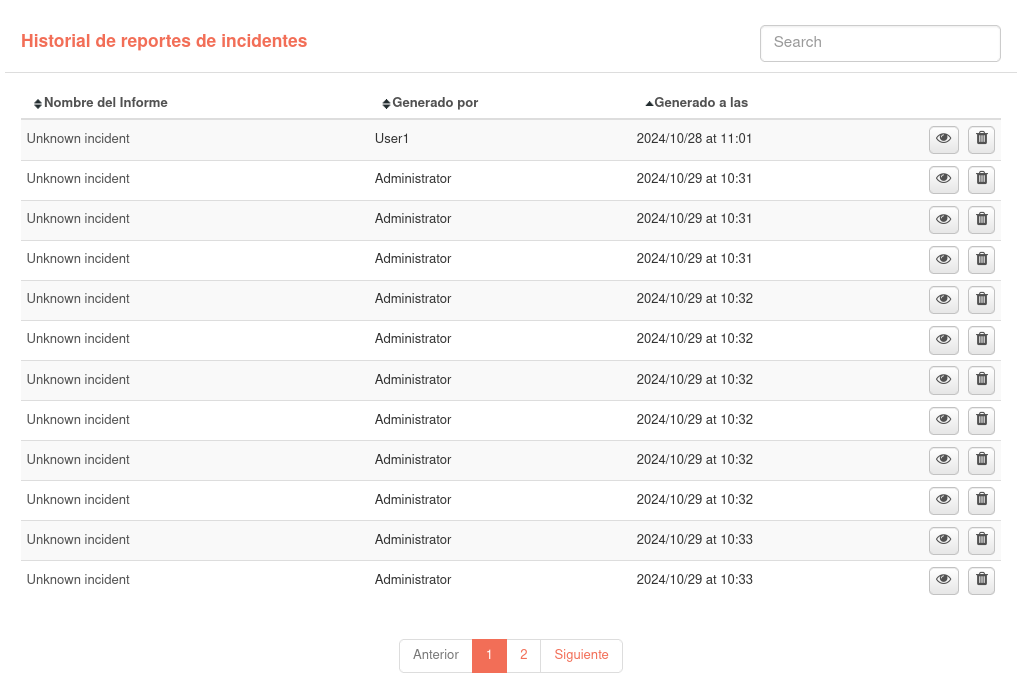 Historial de reportes de incidentes
Search
Nombre del Informe Generado por Generado a las
Unknown incident User1 2024/10/28 at 11:01
Unknown incident Administrator 2024/10/29 at 10:31
Unknown incident Administrator 2024/10/29 at 10:31
Unknown incident Administrator 2024/10/29 at 10:31
Unknown incident Administrator 2024/10/29 at 10:32
Unknown incident Administrator 2024/10/29 at 10:32
Unknown incident Administrator 2024/10/29 at 10:32
Unknown incident Administrator 2024/10/29 at 10:32
Unknown incident Administrator 2024/10/29 at 10:32
Unknown incident Administrator 2024/10/29 at 10:32
Unknown incident Administrator 2024/10/29 at 10:33
Unknown incident Administrator 2024/10/29 at 10:33
Anterior 1 2 Siguiente